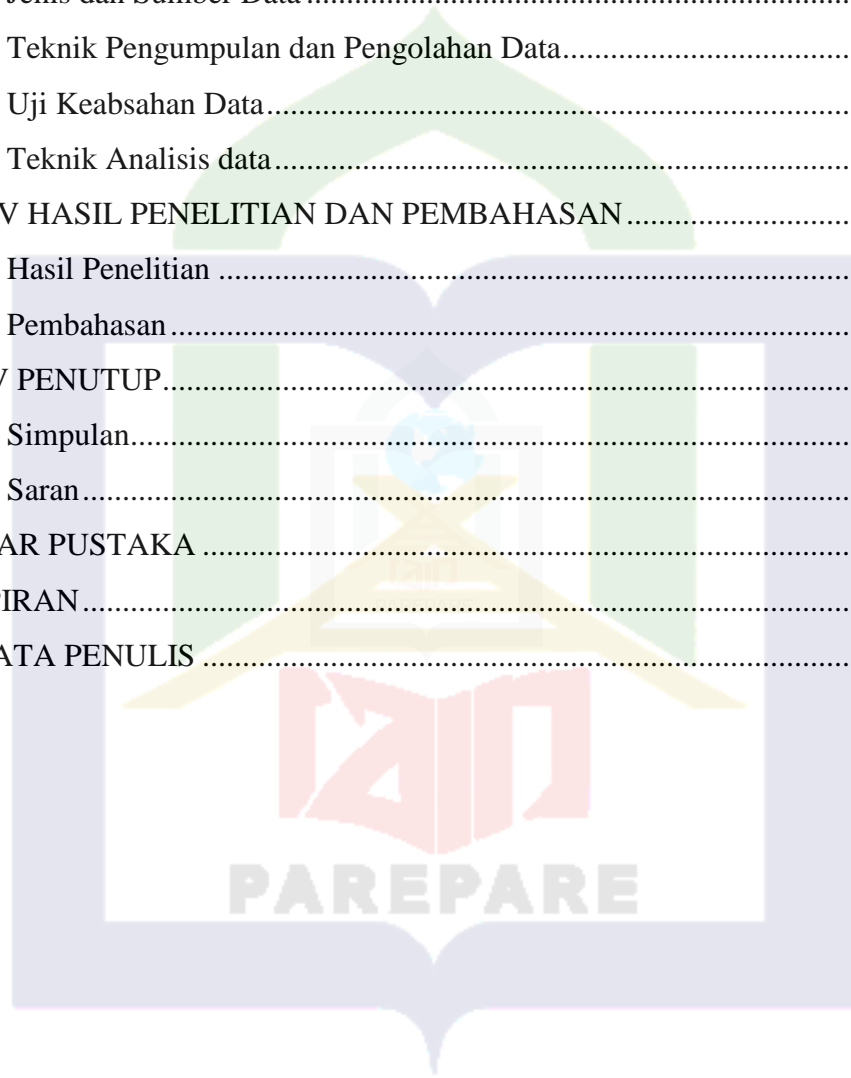 Jenis dan Sumber Data ........................................................................
Teknik Pengumpulan dan Pengolahan Data ....................................
Uji Keabsahan Data ...........................................................................
Teknik Analisis data ..........................................................................
V HASIL PENELITIAN DAN PEMBAHASAN ............................
Hasil Penelitian ................................................................................
Pembahasan ......................................................................................
V PENUTUP .......................................................................................
Simpulan ...........................................................................................
Saran .................................................................................................
AR PUSTAKA ..................................................................................
PIRAN ................................................................................................
ATA PENULIS ..................................................................................
PAREPARE